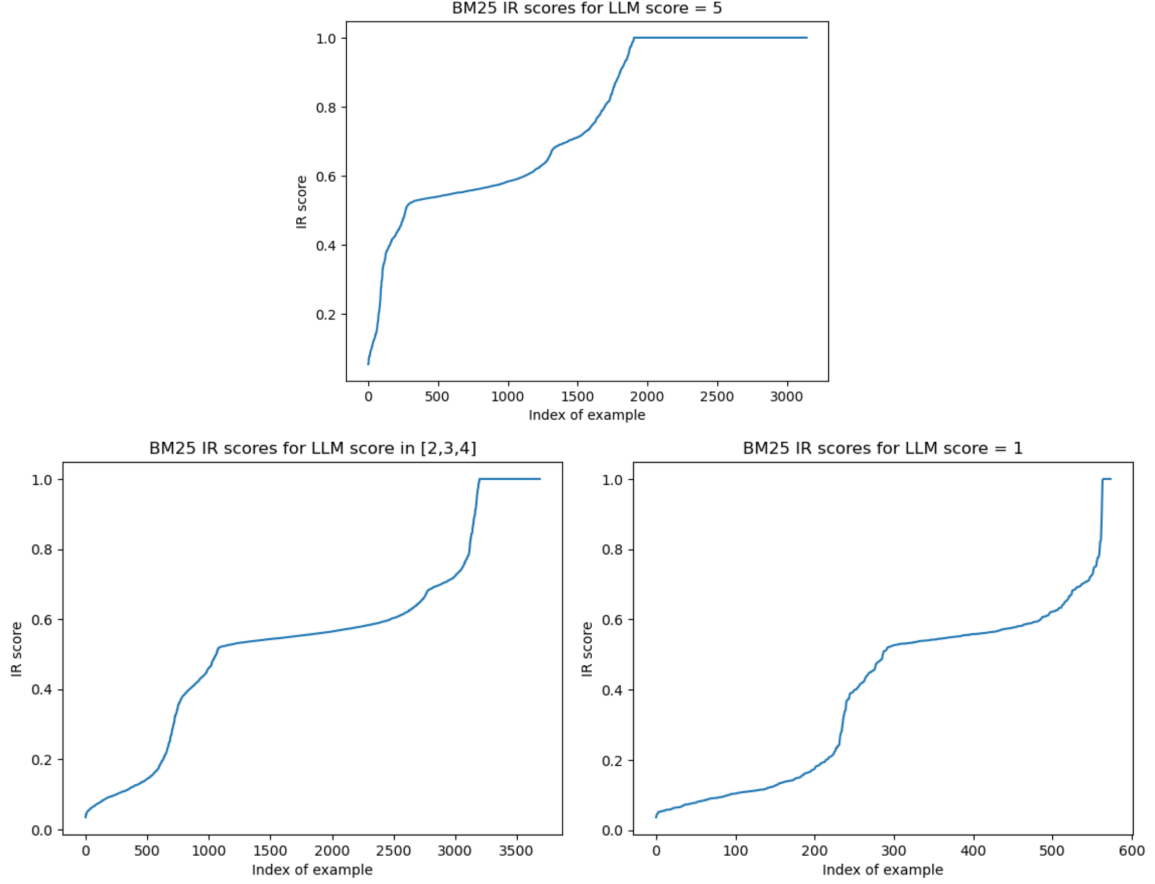 BM25 IR scores for LLM score = 5
1.0
0.8
0.6
0.4
0.2
IR score
0 500 1000 1500 2000 2500 3000
Index of example
BM25 IR scores for LLM score in [2,3,4]
1.0
0.8
0.6
0.4
0.2
0.0
IR score
0 500 1000 1500 2000 2500 3000 3500
Index of example
BM25 IR scores for LLM score = 1
1.0
0.8
0.6
0.4
0.2
0.0
IR score
0 100 200 300 400 500 600
Index of example